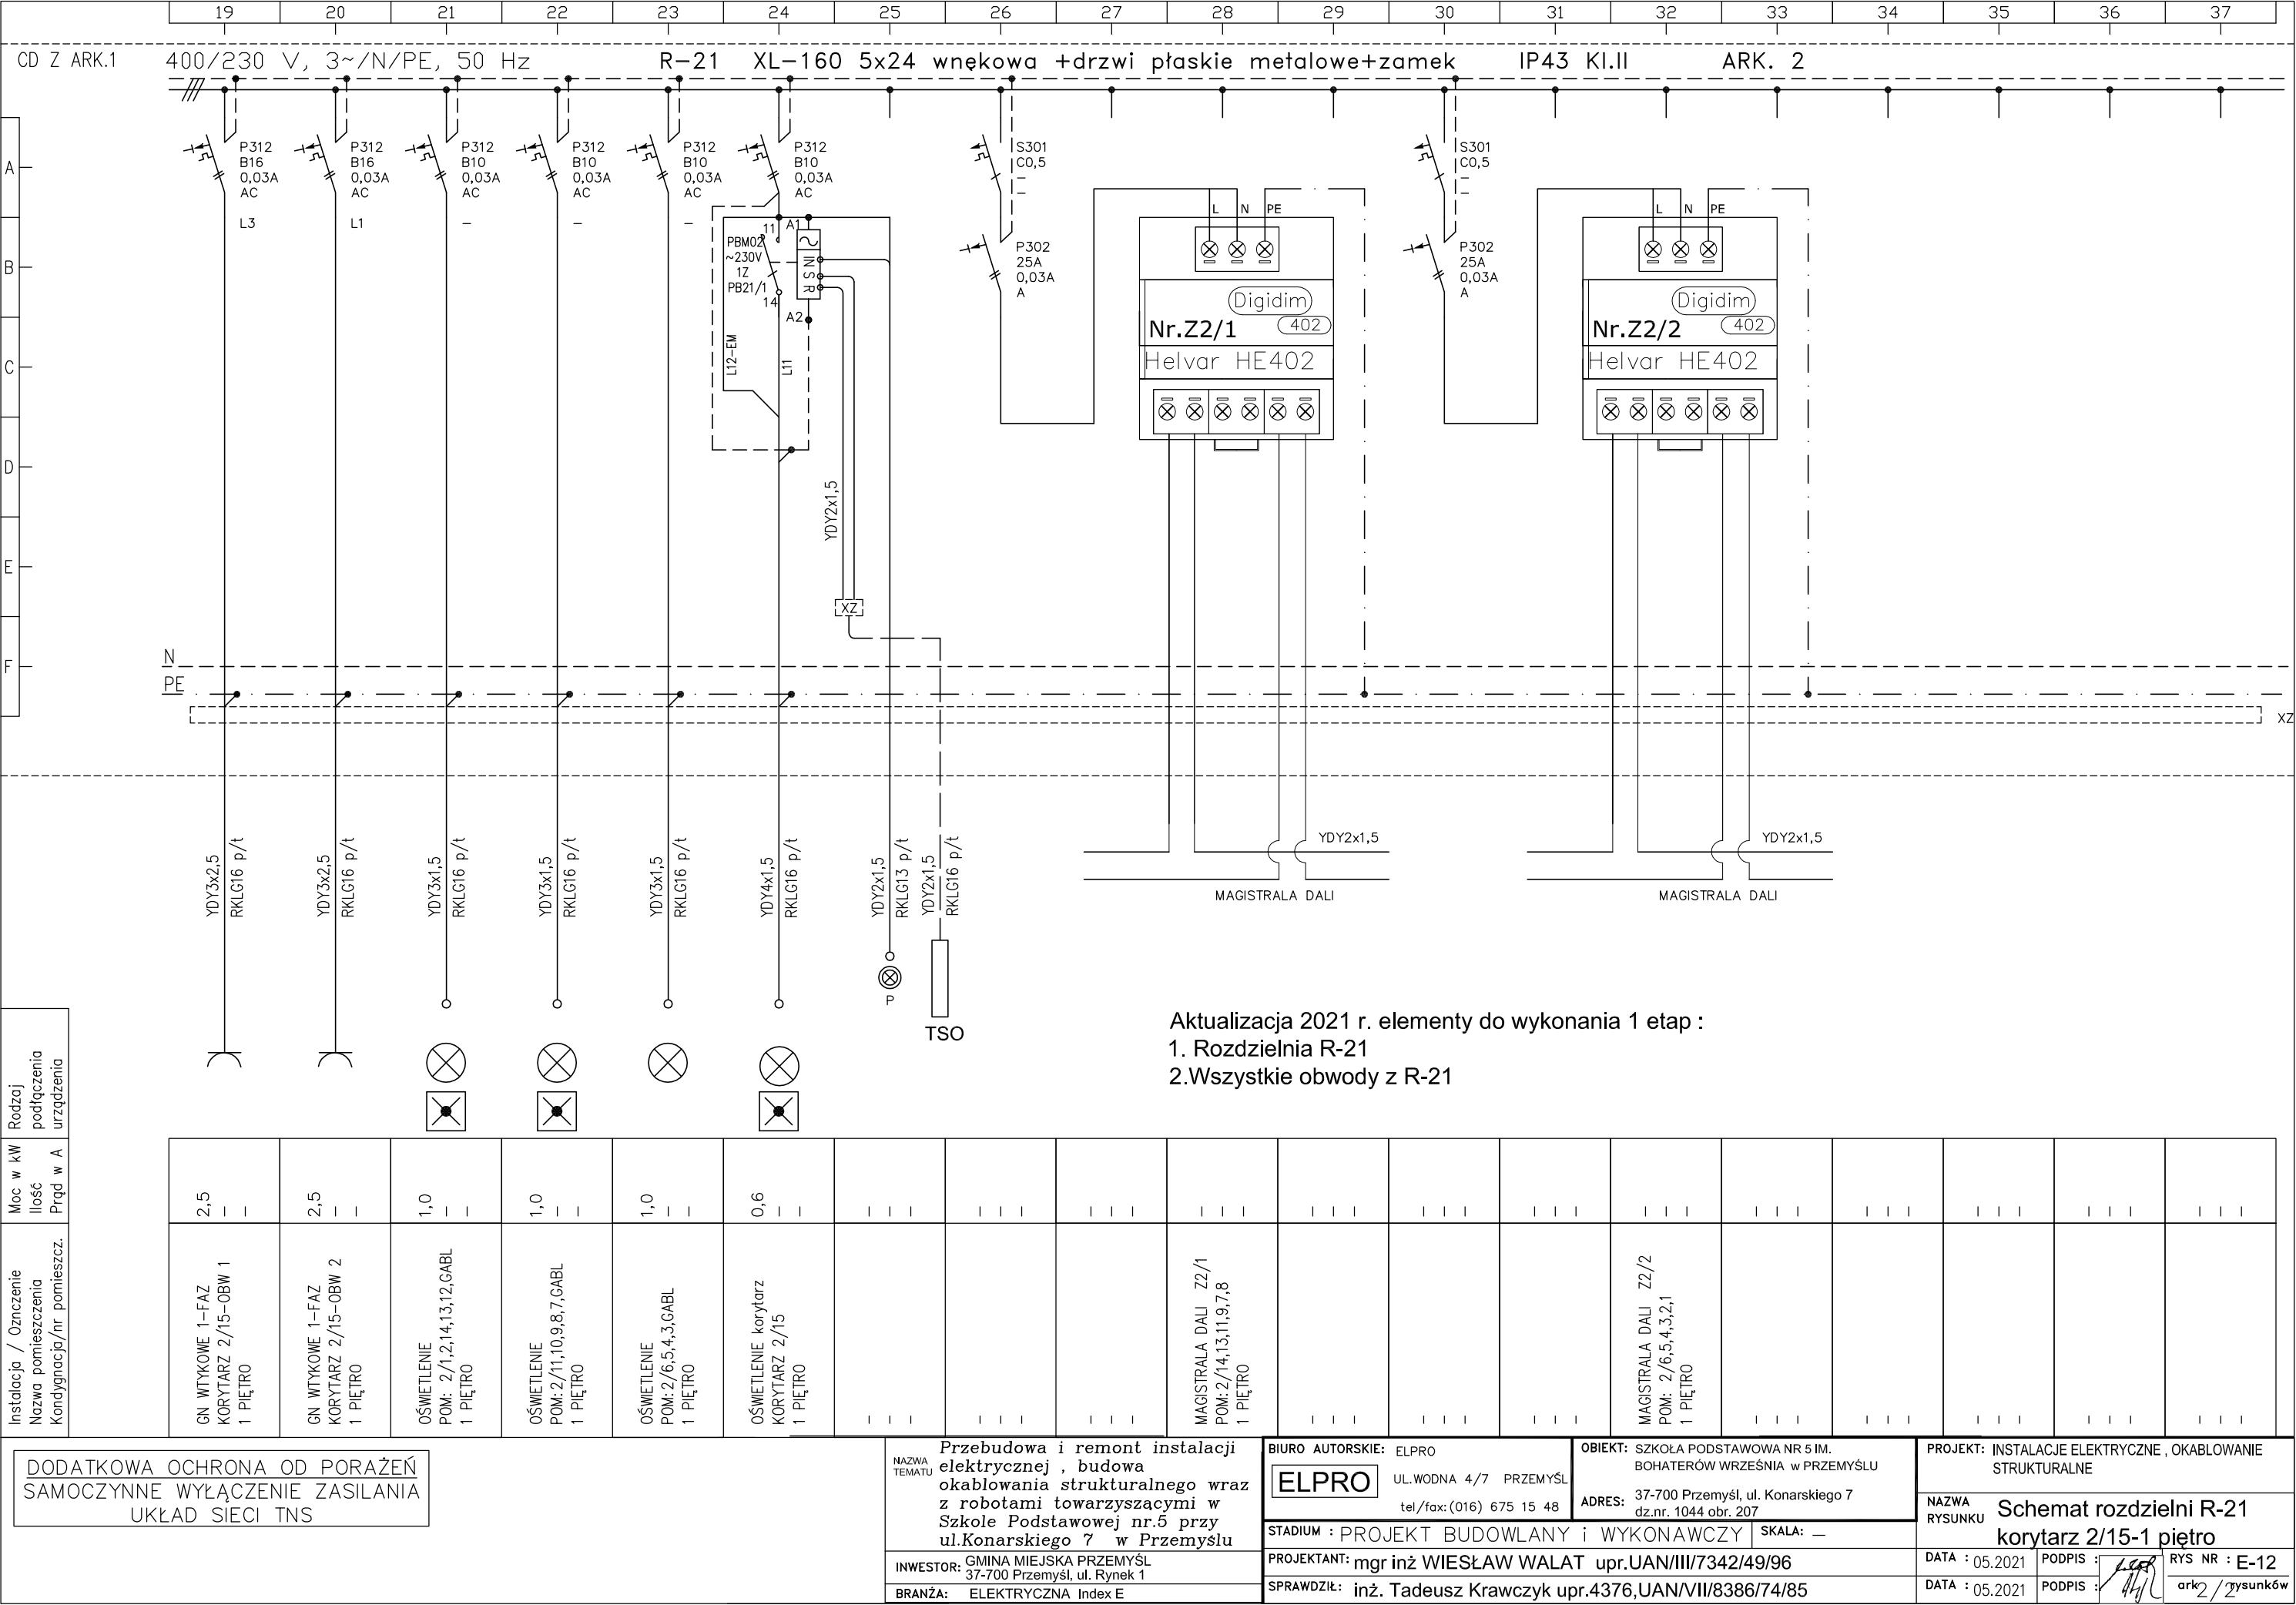 19 20 21 22 23 24 25 26 27 28 29 30 31 32 33 34 35 36 37
CD Z ARK.1
400/230 V, 3~/N/PE, 50 Hz
R-21 XL-160 5x24 wnękowa +drzwi płaskie metalowe+zamek IP43 Kl.II ARK. 2
A
B
C
D
E
F
P312
B16
0,03A
AC
L3
P312
B16
0,03A
AC
L1
P312
B10
0,03A
AC
–
P312
B10
0,03A
AC
–
P312
B10
0,03A
AC
–
P312
B10
0,03A
AC
PBM02
~230V
1Z
PB21/1
11
14
A1
A2
IN S R
L12-EM
L11
YDY2x1,5
XZ
S301
C0,5
–
–
P302
25A
0,03A
A
L N PE
Digidim
402
Nr.Z2/1
Helvar HE402
S301
C0,5
–
–
P302
25A
0,03A
A
L N PE
Digidim
402
Nr.Z2/2
Helvar HE402
N
PE
XZ
YDY3x2,5
RKLG16 p/t
YDY3x2,5
RKLG16 p/t
YDY3x1,5
RKLG16 p/t
YDY3x1,5
RKLG16 p/t
YDY3x1,5
RKLG16 p/t
YDY4x1,5
RKLG16 p/t
YDY2x1,5
RKLG13 p/t
YDY2x1,5
RKLG16 p/t
YDY2x1,5
MAGISTRALA DALI
YDY2x1,5
MAGISTRALA DALI
P
TSO
Aktualizacja 2021 r. elementy do wykonania 1 etap :
1. Rozdzielnia R-21
2.Wszystkie obwody z R-21
Rodzaj
podłączenia
urządzenia
Moc w kW
Ilość
Prąd w A
2,5 – –
2,5 – –
1,0 – –
1,0 – –
1,0 – –
0,6 – –
Instalacja / Oznczenie
Nazwa pomieszczenia
Kondygnacja/nr pomieszcz.
GN WTYKOWE 1-FAZ
KORYTARZ 2/15-OBW 1
1 PIĘTRO
GN WTYKOWE 1-FAZ
KORYTARZ 2/15-OBW 2
1 PIĘTRO
OŚWIETLENIE
POM: 2/1,2,14,13,12,GABL
1 PIĘTRO
OŚWIETLENIE
POM:2/11,10,9,8,7,GABL
1 PIĘTRO
OŚWIETLENIE
POM:2/6,5,4,3,GABL
1 PIĘTRO
OŚWIETLENIE korytarz
KORYTARZ 2/15
1 PIĘTRO
MAGISTRALA DALI Z2/1
POM:2/14,13,11,9,7,8
1 PIĘTRO
MAGISTRALA DALI Z2/2
POM: 2/6,5,4,3,2,1
1 PIĘTRO
DODATKOWA OCHRONA OD PORAŻEŃ
SAMOCZYNNE WYŁĄCZENIE ZASILANIA
UKŁAD SIECI TNS
NAZWA
TEMATU
Przebudowa i remont instalacji
elektrycznej , budowa
okablowania strukturalnego wraz
z robotami towarzyszącymi w
Szkole Podstawowej nr.5 przy
ul.Konarskiego 7 w Przemyślu
INWESTOR: GMINA MIEJSKA PRZEMYŚL
37-700 Przemyśl, ul. Rynek 1
BRANŻA: ELEKTRYCZNA Index E
BIURO AUTORSKIE: ELPRO
ELPRO
UL.WODNA 4/7 PRZEMYŚL
tel/fax:(016) 675 15 48
OBIEKT: SZKOŁA PODSTAWOWA NR 5 IM.
BOHATERÓW WRZEŚNIA w PRZEMYŚLU
ADRES: 37-700 Przemyśl, ul. Konarskiego 7
dz.nr. 1044 obr. 207
STADIUM : PROJEKT BUDOWLANY i WYKONAWCZY
SKALA: –
PROJEKTANT: mgr inż WIESŁAW WALAT upr.UAN/III/7342/49/96
SPRAWDZIŁ: inż. Tadeusz Krawczyk upr.4376,UAN/VII/8386/74/85
PROJEKT: INSTALACJE ELEKTRYCZNE , OKABLOWANIE
STRUKTURALNE
NAZWA
RYSUNKU
Schemat rozdzielni R-21
korytarz 2/15-1 piętro
DATA : 05.2021
PODPIS :
RYS NR : E-12
DATA : 05.2021
PODPIS :
ark 2 / 2 rysunków